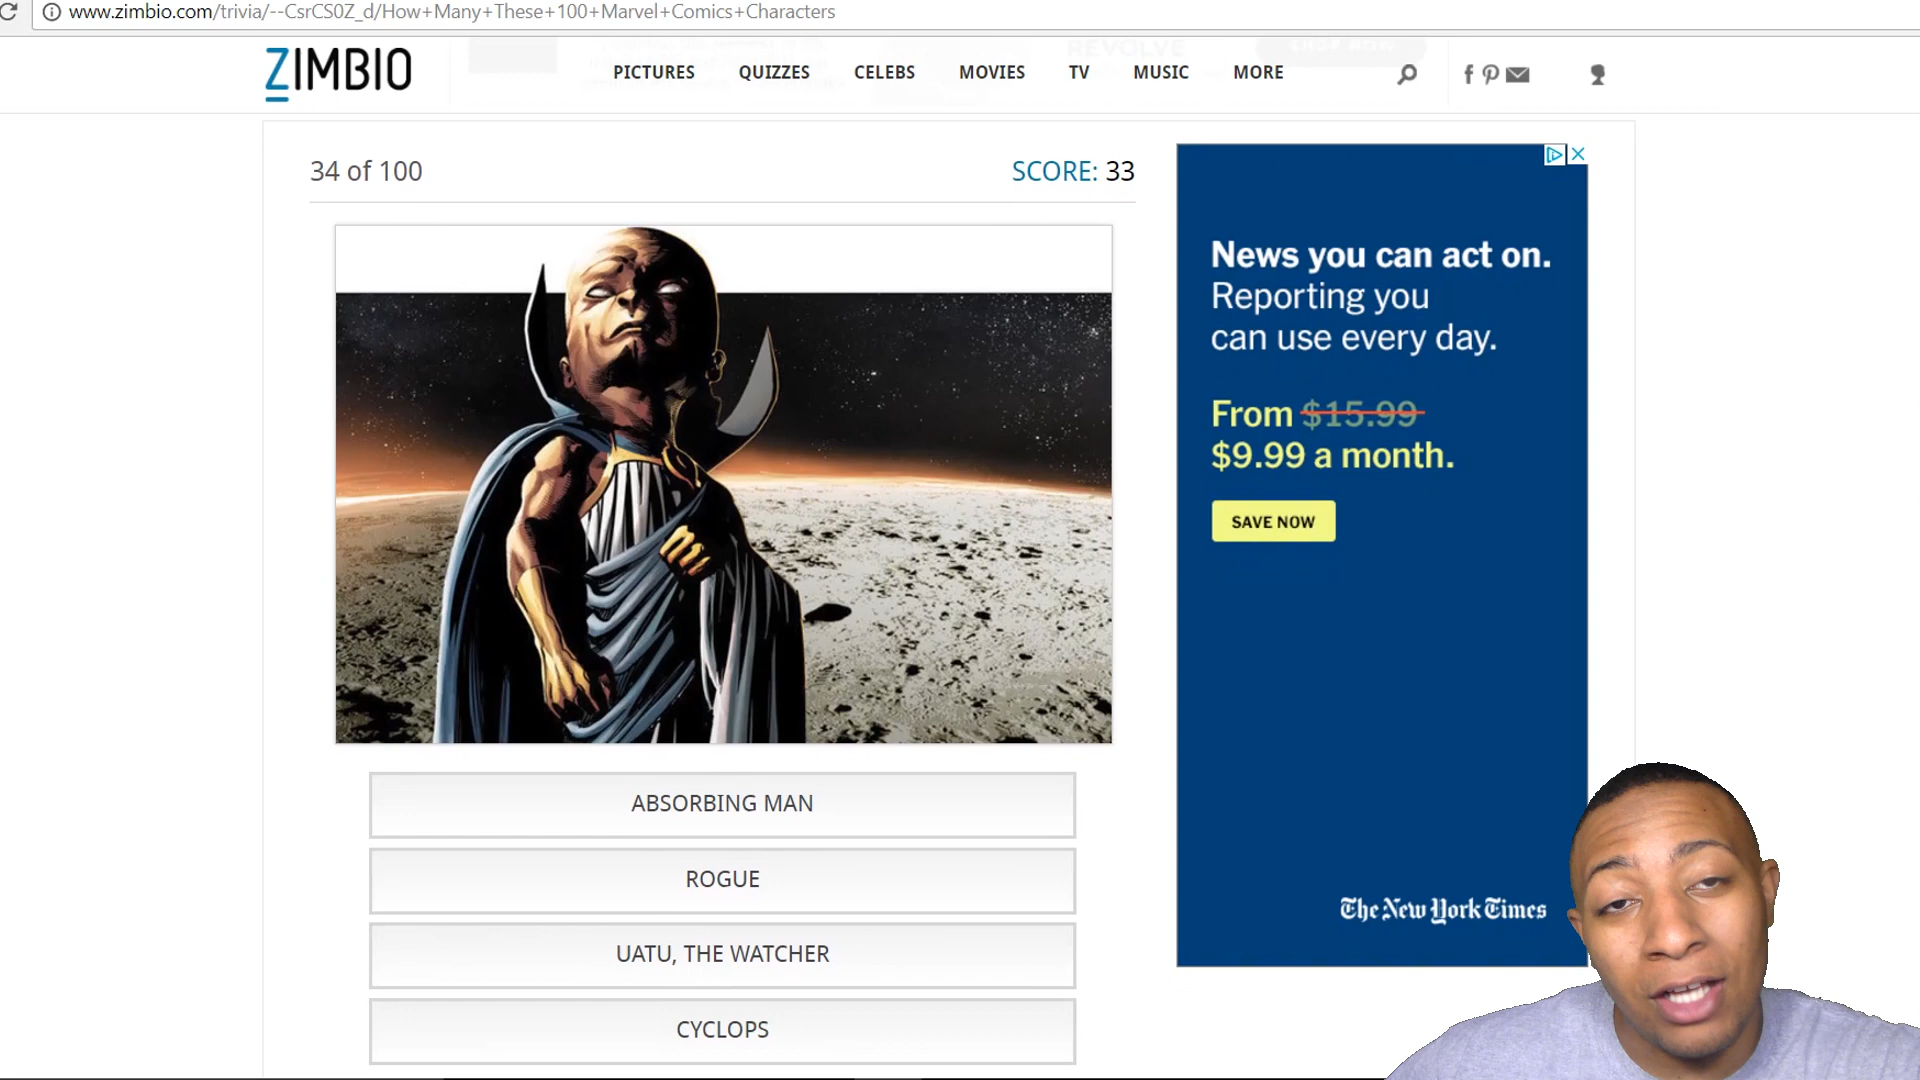 www.zimbio.com/trivia/--CsrCS0Z_d/How+Many+These+100+Marvel+Comics+Characters
ZIMBIO
PICTURES QUIZZES CELEBS MOVIES TV MUSIC MORE
34 of 100
SCORE: 33
ABSORBING MAN
ROGUE
UATU, THE WATCHER
CYCLOPS
News you can act on.
Reporting you
can use every day.
From $15.99
$9.99 a month.
SAVE NOW
The New York Times